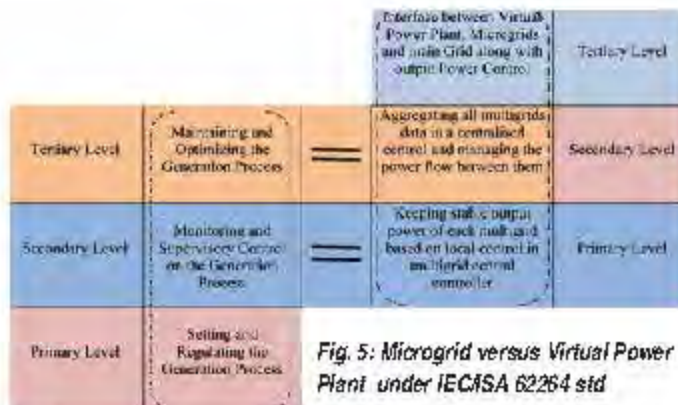 Interface between Virtual
Power Plant, Microgrids
and main Grid along with
output Power Control
Tertiary Level
Tertiary Level
Maintaining and
Optimizing the
Generation Process
=
Aggregating all multigrids
data in a centralised
control and managing the
power flow between them
Secondary Level
Secondary Level
Monitoring and
Supervisory Control
on the Generation
Process
=
Keeping stable output
power of each multigrid
based on local control in
multigrid central
controller
Primary Level
Primary Level
Setting and
Regulating the
Generation Process
Fig. 5: Microgrid versus Virtual Power
Plant under IEC/ISA 62264 std